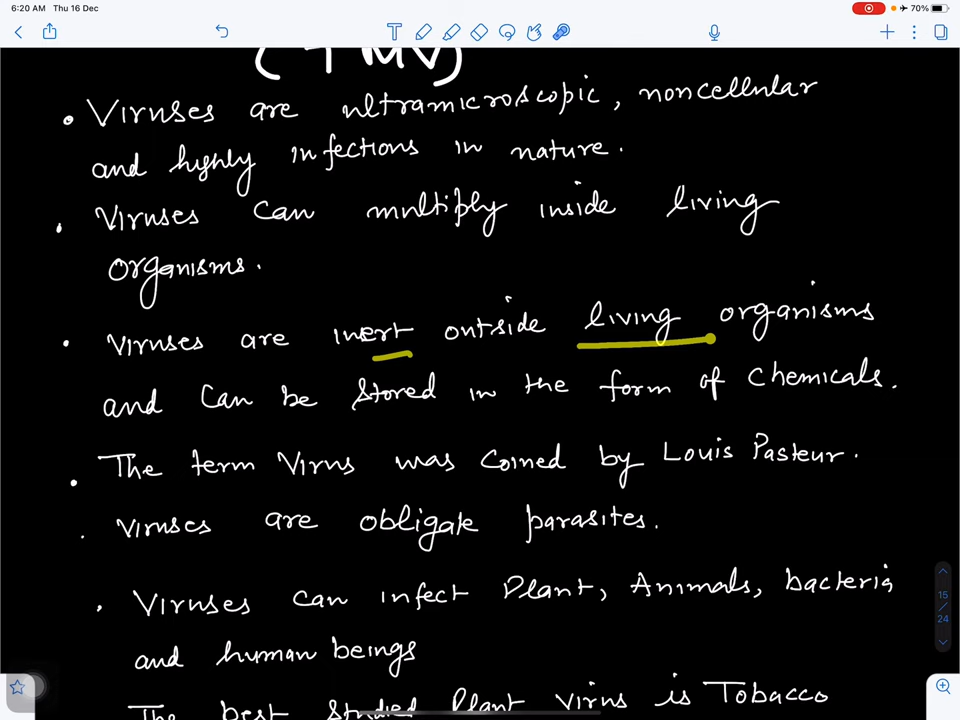 6:20 AM Thu 16 Dec
70%
(TMV)
• Viruses are ultramicroscopic, noncellular
and highly infections in nature.
• Viruses can multiply inside living
organisms.
• Viruses are inert outside living organisms
and Can be Stored in the form of Chemicals.
• The term Virus was Coined by Louis Pasteur.
• Viruses are obligate parasites.
• Viruses can infect Plant, Animals, bacteria
and human beings
The best studied Plant virus is Tobacco
15
/
24